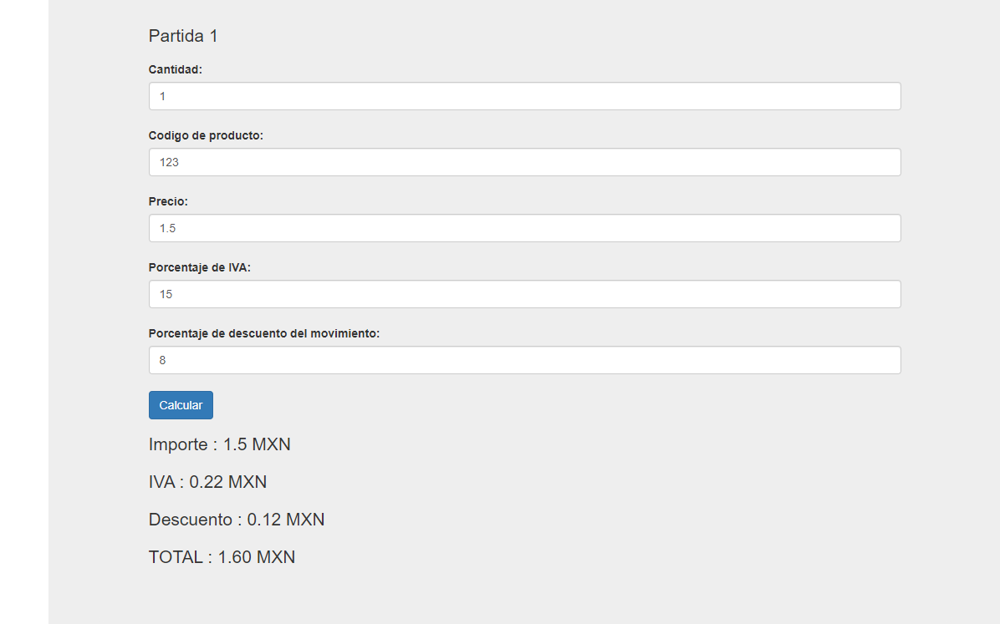 Partida 1
Cantidad:
1
Codigo de producto:
123
Precio:
1.5
Porcentaje de IVA:
15
Porcentaje de descuento del movimiento:
8
Calcular
Importe : 1.5 MXN
IVA : 0.22 MXN
Descuento : 0.12 MXN
TOTAL : 1.60 MXN